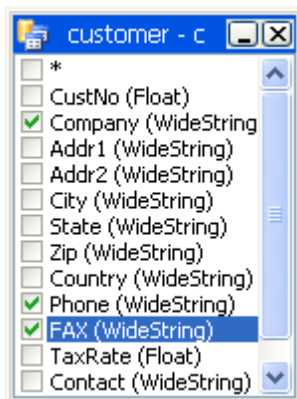 customer - c
*
CustNo (Float)
Company (WideString
Addr1 (WideString)
Addr2 (WideString)
City (WideString)
State (WideString)
Zip (WideString)
Country (WideString)
Phone (WideString)
FAX (WideString)
TaxRate (Float)
Contact (WideString)